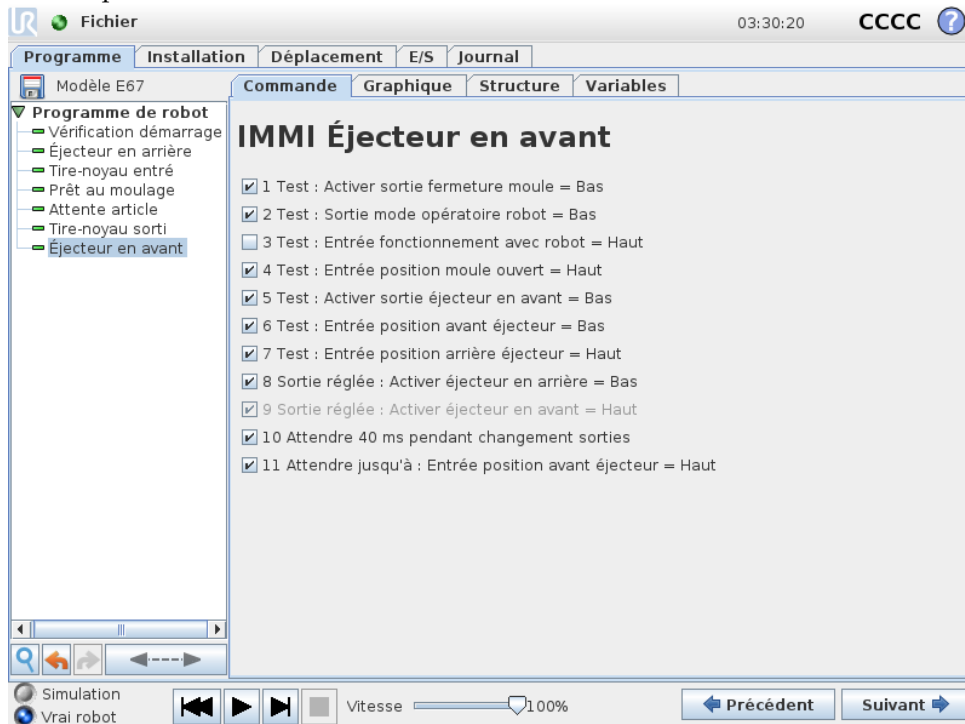 Fichier
03:30:20
CCCC
?
Programme
Installation
Déplacement
E/S
Journal
Modèle E67
Commande
Graphique
Structure
Variables
Programme de robot
Vérification démarrage
Éjecteur en arrière
Tire-noyau entré
Prêt au moulage
Attente article
Tire-noyau sorti
Éjecteur en avant
IMMI Éjecteur en avant
1 Test : Activer sortie fermeture moule = Bas
2 Test : Sortie mode opératoire robot = Bas
3 Test : Entrée fonctionnement avec robot = Haut
4 Test : Entrée position moule ouvert = Haut
5 Test : Activer sortie éjecteur en avant = Bas
6 Test : Entrée position avant éjecteur = Bas
7 Test : Entrée position arrière éjecteur = Haut
8 Sortie réglée : Activer éjecteur en arrière = Bas
9 Sortie réglée : Activer éjecteur en avant = Haut
10 Attendre 40 ms pendant changement sorties
11 Attendre jusqu'à : Entrée position avant éjecteur = Haut
Simulation
Vrai robot
Vitesse
100%
Précédent
Suivant